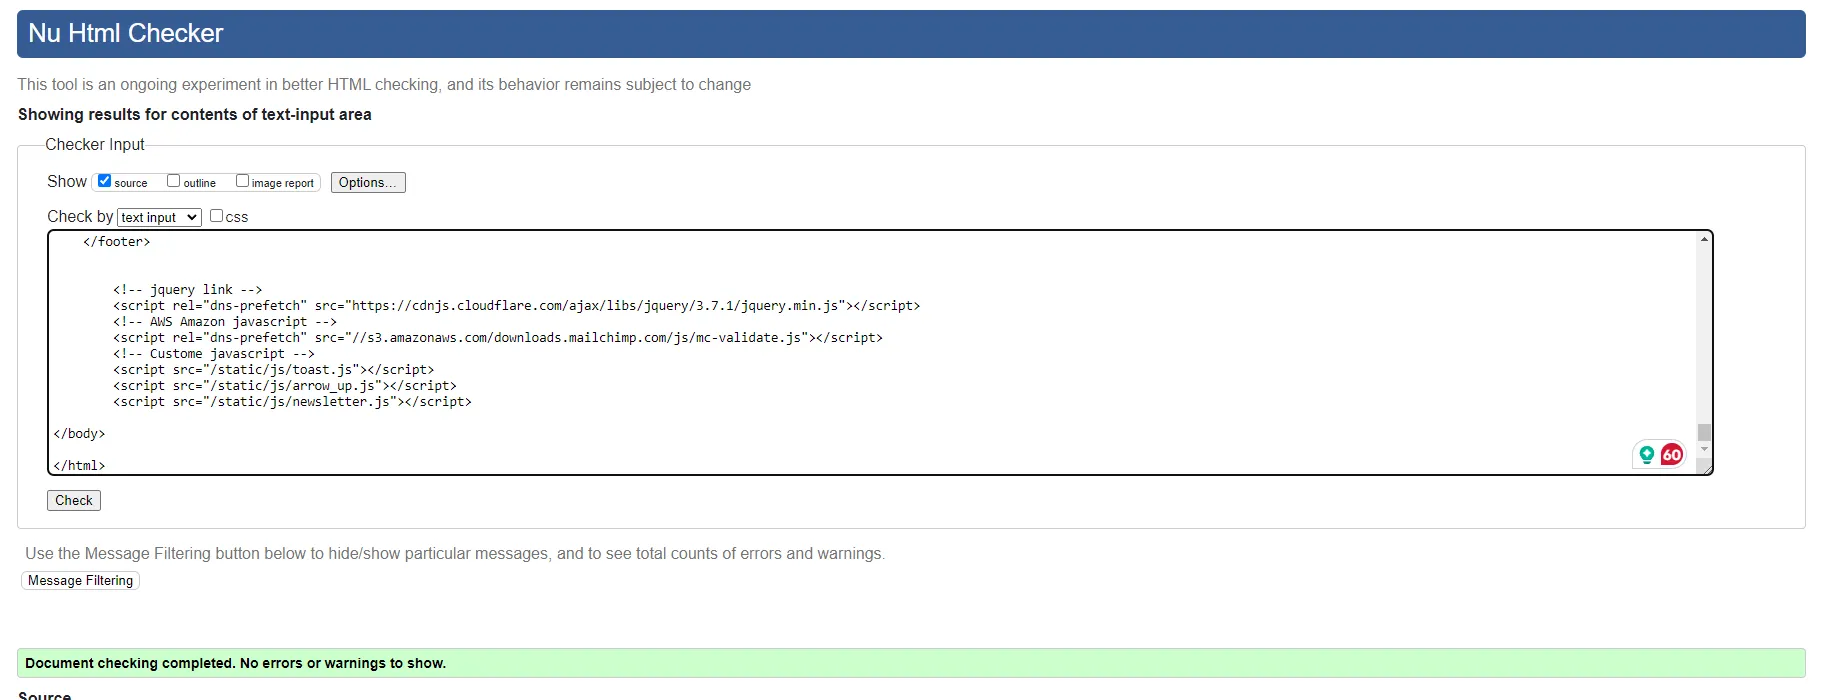 Nu Html Checker
This tool is an ongoing experiment in better HTML checking, and its behavior remains subject to change
Showing results for contents of text-input area
Checker Input
Show source outline image report Options...
Check by text input css
</footer>
<!-- jquery link -->
<script rel="dns-prefetch" src="https://cdnjs.cloudflare.com/ajax/libs/jquery/3.7.1/jquery.min.js"></script>
<!-- AWS Amazon javascript -->
<script rel="dns-prefetch" src="//s3.amazonaws.com/downloads.mailchimp.com/js/mc-validate.js"></script>
<!-- Custome javascript -->
<script src="/static/js/toast.js"></script>
<script src="/static/js/arrow_up.js"></script>
<script src="/static/js/newsletter.js"></script>
</body>
</html>
60
Check
Use the Message Filtering button below to hide/show particular messages, and to see total counts of errors and warnings.
Message Filtering
Document checking completed. No errors or warnings to show.
Source